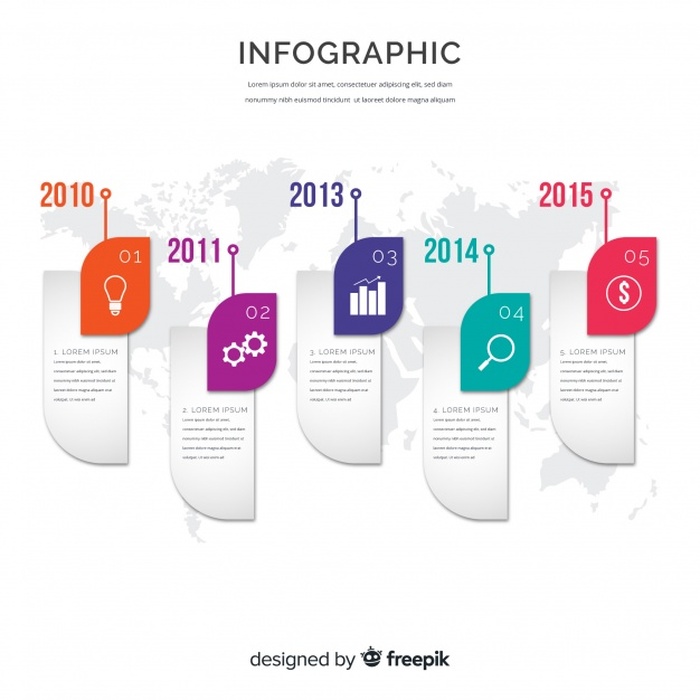 INFOGRAPHIC
Lorem ipsum dolor sit amet, consectetuer adipiscing elit, sed diam
nonummy nibh euismod tincidunt ut laoreet dolore magna aliquam
2010
01
1. LOREM IPSUM
Lorem ipsum dolor sit amet,
consectetuer adipiscing elit, sed diam
nonummy nibh euismod tincidunt ut
laoreet dolore magna aliquam erat
volutpat. Ut wisi enim ad
2011
02
2. LOREM IPSUM
Lorem ipsum dolor sit amet,
consectetuer adipiscing elit, sed diam
nonummy nibh euismod tincidunt ut
laoreet dolore magna aliquam erat
volutpat. Ut wisi enim ad
2013
03
3. LOREM IPSUM
Lorem ipsum dolor sit amet,
consectetuer adipiscing elit, sed diam
nonummy nibh euismod tincidunt ut
laoreet dolore magna aliquam erat
volutpat. Ut wisi enim ad
2014
04
4. LOREM IPSUM
Lorem ipsum dolor sit amet,
consectetuer adipiscing elit, sed diam
nonummy nibh euismod tincidunt ut
laoreet dolore magna aliquam erat
volutpat. Ut wisi enim ad
2015
05
$
5. LOREM IPSUM
Lorem ipsum dolor sit amet,
consectetuer adipiscing elit, sed diam
nonummy nibh euismod tincidunt ut
laoreet dolore magna aliquam erat
volutpat. Ut wisi enim ad
designed by freepik